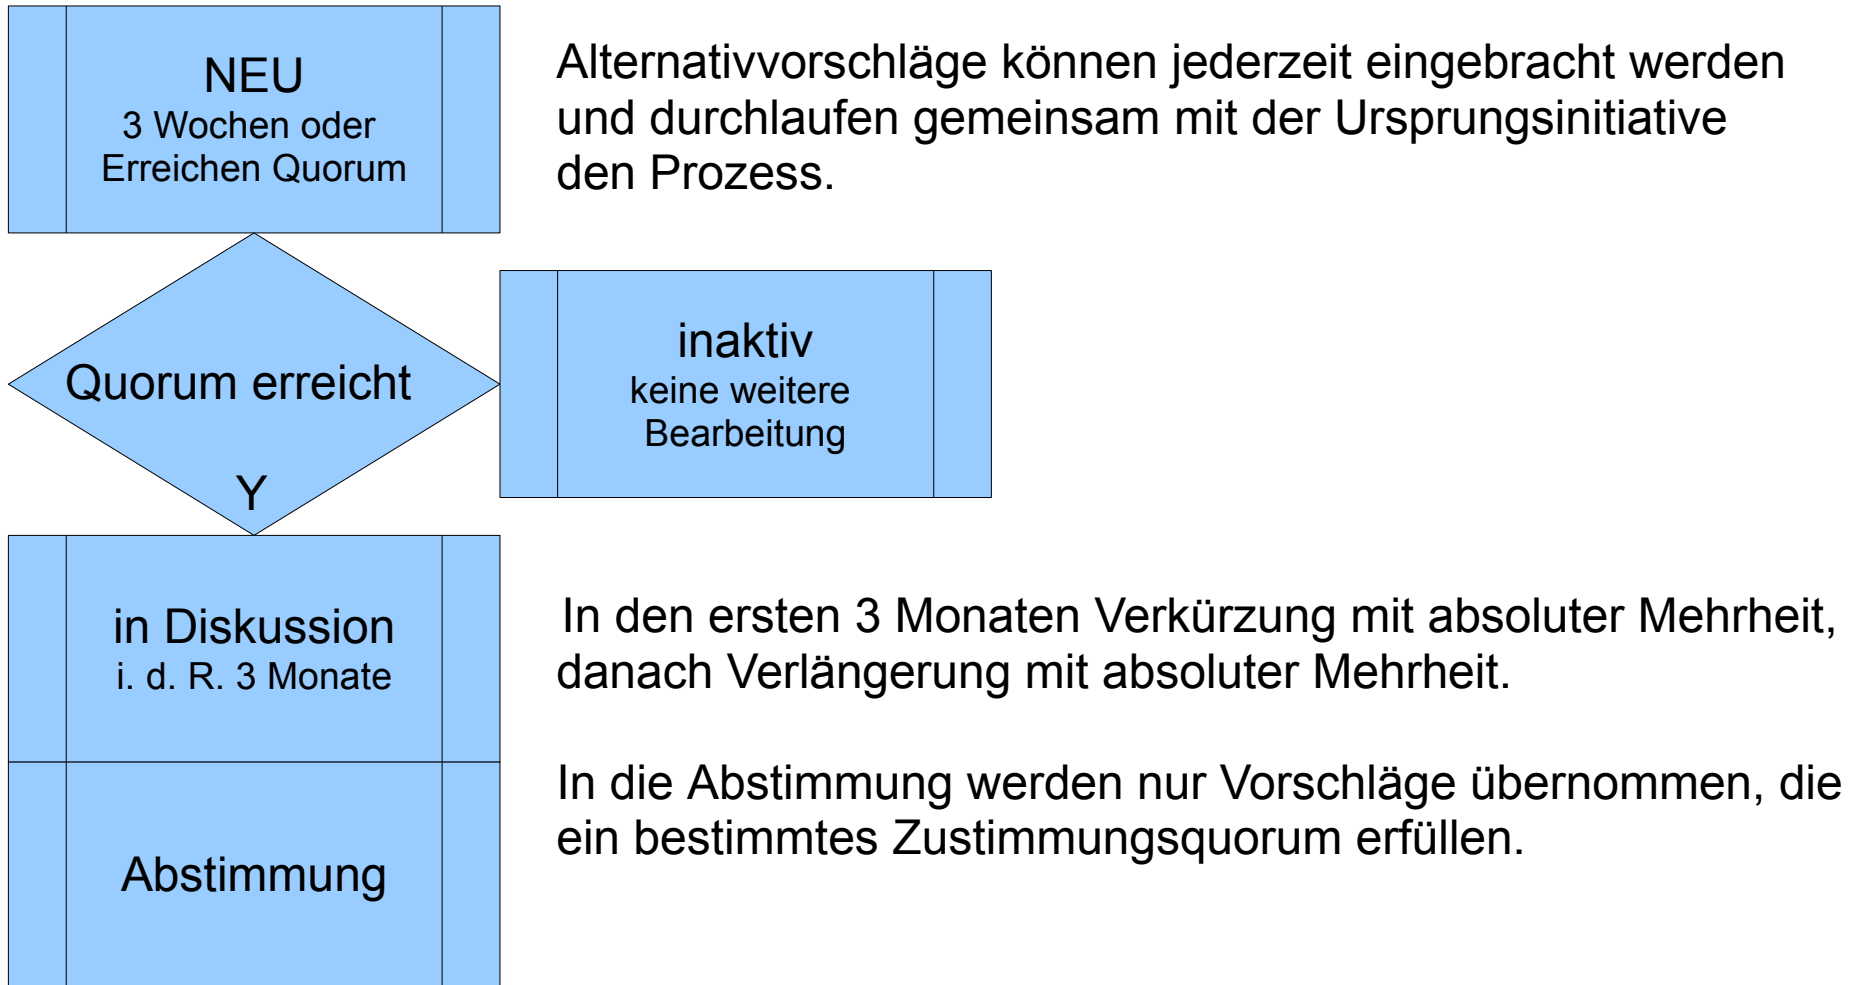 NEU
3 Wochen oder
Erreichen Quorum
Alternativvorschläge können jederzeit eingebracht werden
und durchlaufen gemeinsam mit der Ursprungsinitiative
den Prozess.
Quorum erreicht
Y
inaktiv
keine weitere
Bearbeitung
in Diskussion
i. d. R. 3 Monate
In den ersten 3 Monaten Verkürzung mit absoluter Mehrheit,
danach Verlängerung mit absoluter Mehrheit.
In die Abstimmung werden nur Vorschläge übernommen, die
ein bestimmtes Zustimmungsquorum erfüllen.
Abstimmung